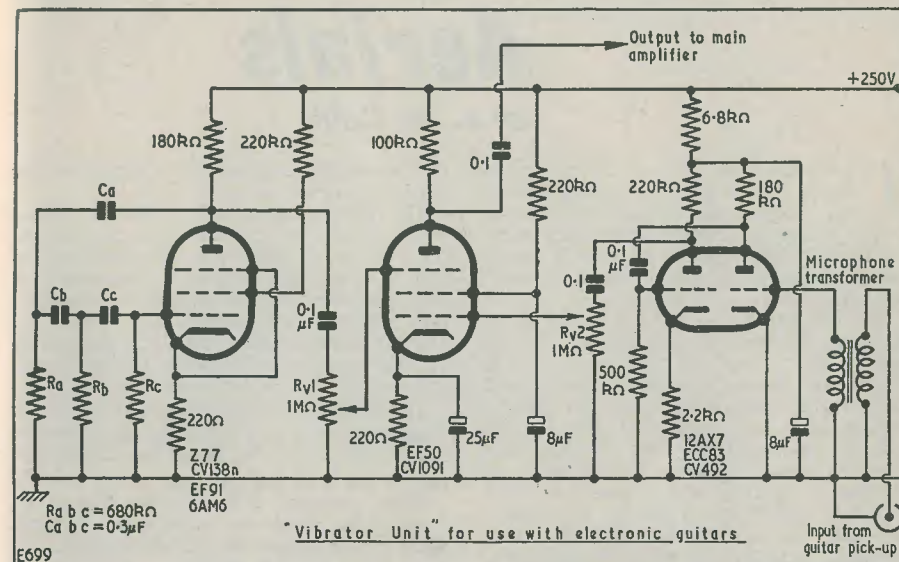 Output to main
amplifier
+250V
180kΩ
220kΩ
100kΩ
0·1
220kΩ
6·8kΩ
220kΩ
180
kΩ
Ca
Cb
Cc
0·1
μF
0·1
0·1
μF
Microphone
transformer
Ra
Rb
Rc
220Ω
Rv1
1MΩ
220Ω
25μF
8μF
Rv2
1MΩ
500
kΩ
2·2kΩ
8μF
Z77
CV138n
EF91
6AM6
EF50
CV1091
12AX7
ECC83
CV492
Ra b c = 680kΩ
Ca b c = 0·3μF
"Vibrator Unit" for use with electronic guitars
Input from
guitar pick-up
E699